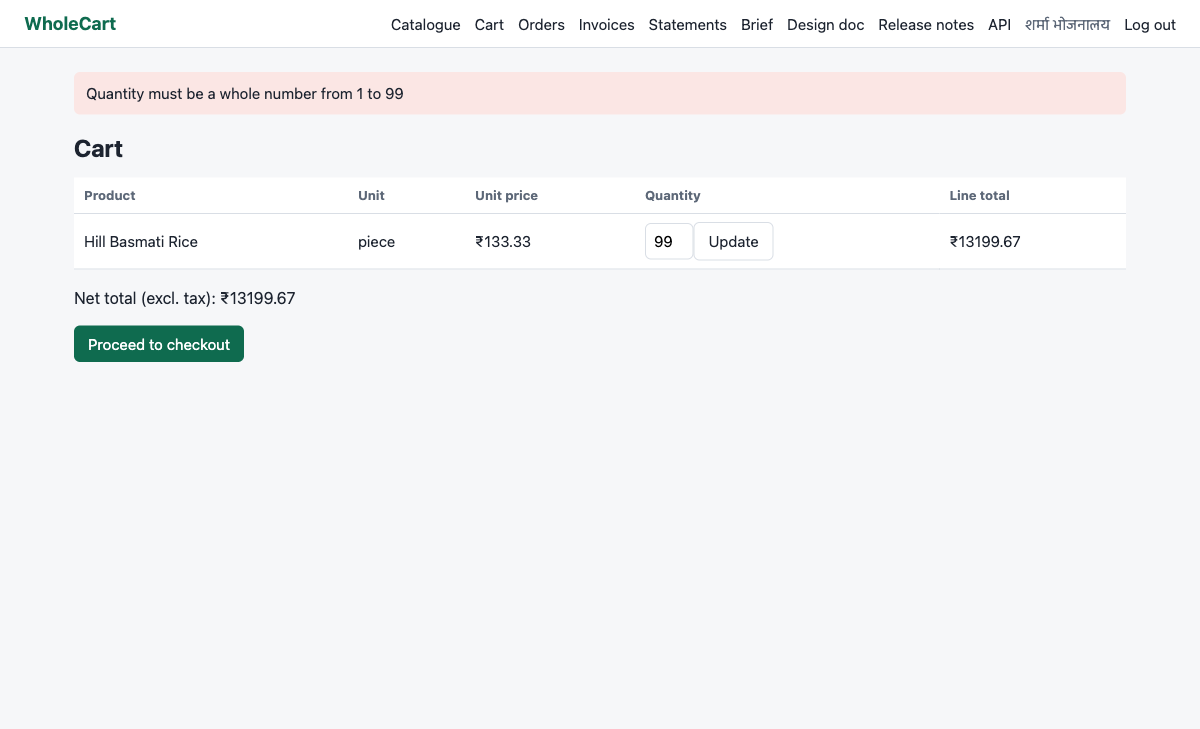 WholeCart Catalogue Cart Orders Invoices Statements Brief Design doc Release notes API शर्मा भोजनालय Log out
Quantity must be a whole number from 1 to 99
Cart
Product Unit Unit price Quantity Line total
Hill Basmati Rice piece ₹133.33 99 Update ₹13199.67
Net total (excl. tax): ₹13199.67
Proceed to checkout